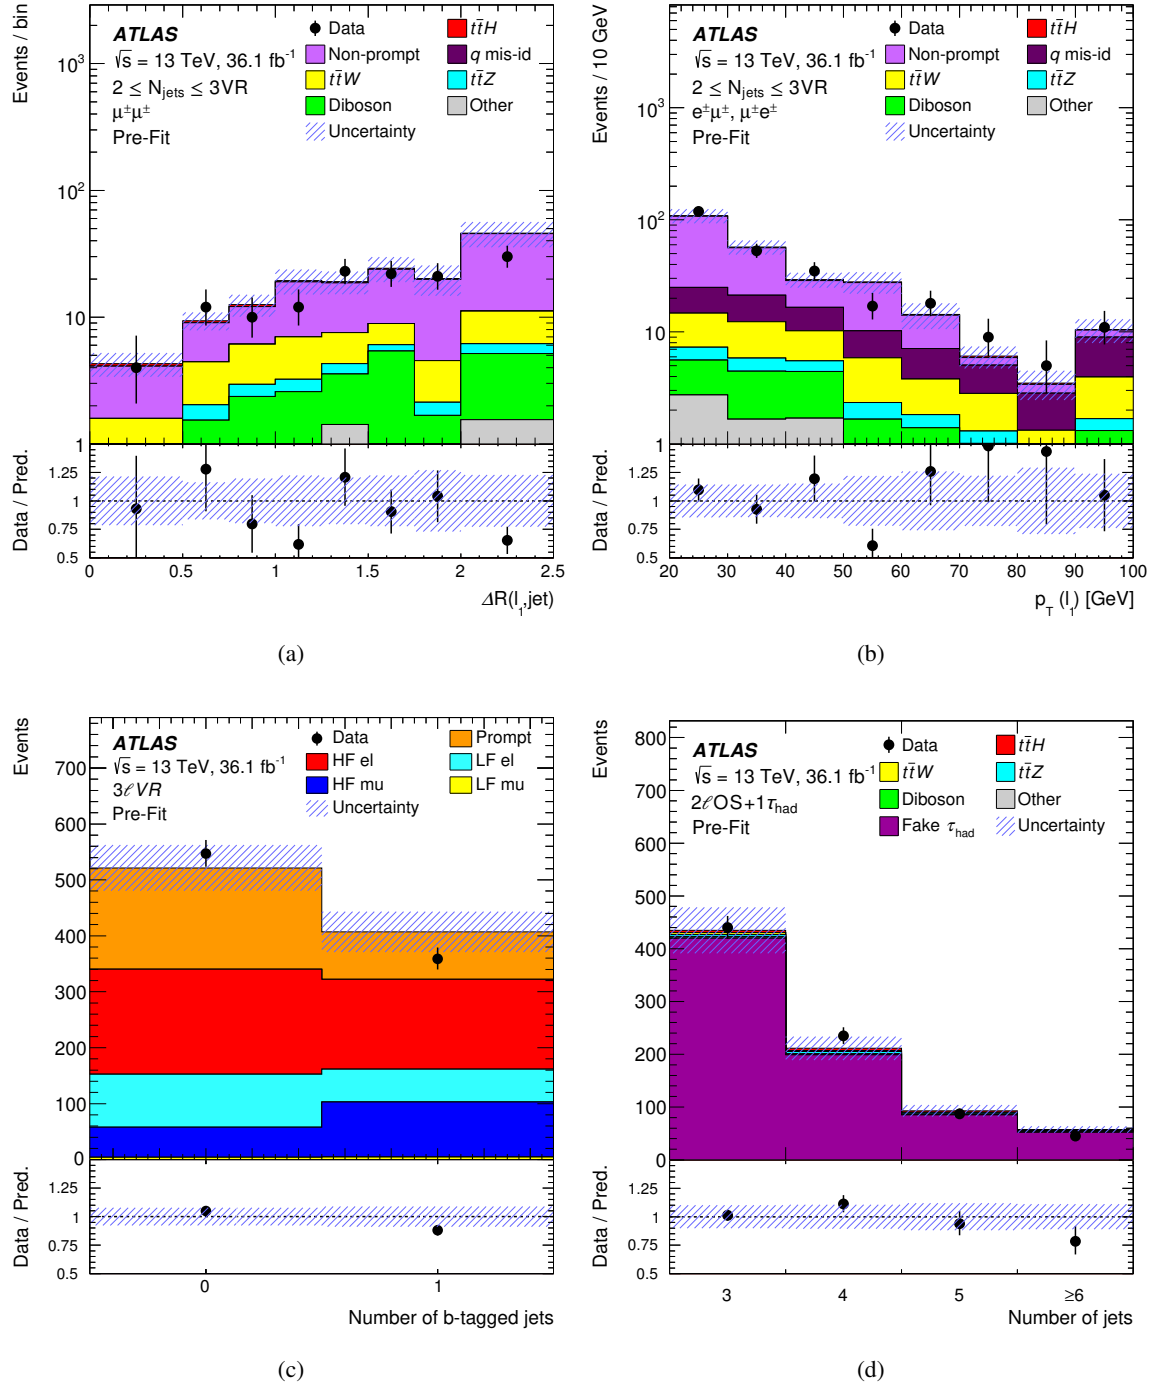 Events / bin
ATLAS
√s = 13 TeV, 36.1 fb⁻¹
2 ≤ N_jets ≤ 3VR
μ±μ±
Pre-Fit
Data
tt̄H
Non-prompt
q mis-id
tt̄W
tt̄Z
Diboson
Other
Uncertainty
10³
10²
10
1
Data / Pred.
1.25
1
0.75
0.5
0 0.5 1 1.5 2 2.5
ΔR(l₁,jet)
(a)
Events / 10 GeV
ATLAS
√s = 13 TeV, 36.1 fb⁻¹
2 ≤ N_jets ≤ 3VR
e±μ±, μ±e±
Pre-Fit
Data
tt̄H
Non-prompt
q mis-id
tt̄W
tt̄Z
Diboson
Other
Uncertainty
10³
10²
10
1
Data / Pred.
1.25
1
0.75
0.5
20 30 40 50 60 70 80 90 100
p_T (l₁) [GeV]
(b)
Events
ATLAS
√s = 13 TeV, 36.1 fb⁻¹
3ℓVR
Pre-Fit
Data
Prompt
HF el
LF el
HF mu
LF mu
Uncertainty
700
600
500
400
300
200
100
0
Data / Pred.
1.25
1
0.75
0.5
0 1
Number of b-tagged jets
(c)
Events
ATLAS
√s = 13 TeV, 36.1 fb⁻¹
2ℓOS+1τ_had
Pre-Fit
Data
tt̄H
tt̄W
tt̄Z
Diboson
Other
Fake τ_had
Uncertainty
800
700
600
500
400
300
200
100
0
Data / Pred.
1.25
1
0.75
0.5
3 4 5 ≥6
Number of jets
(d)